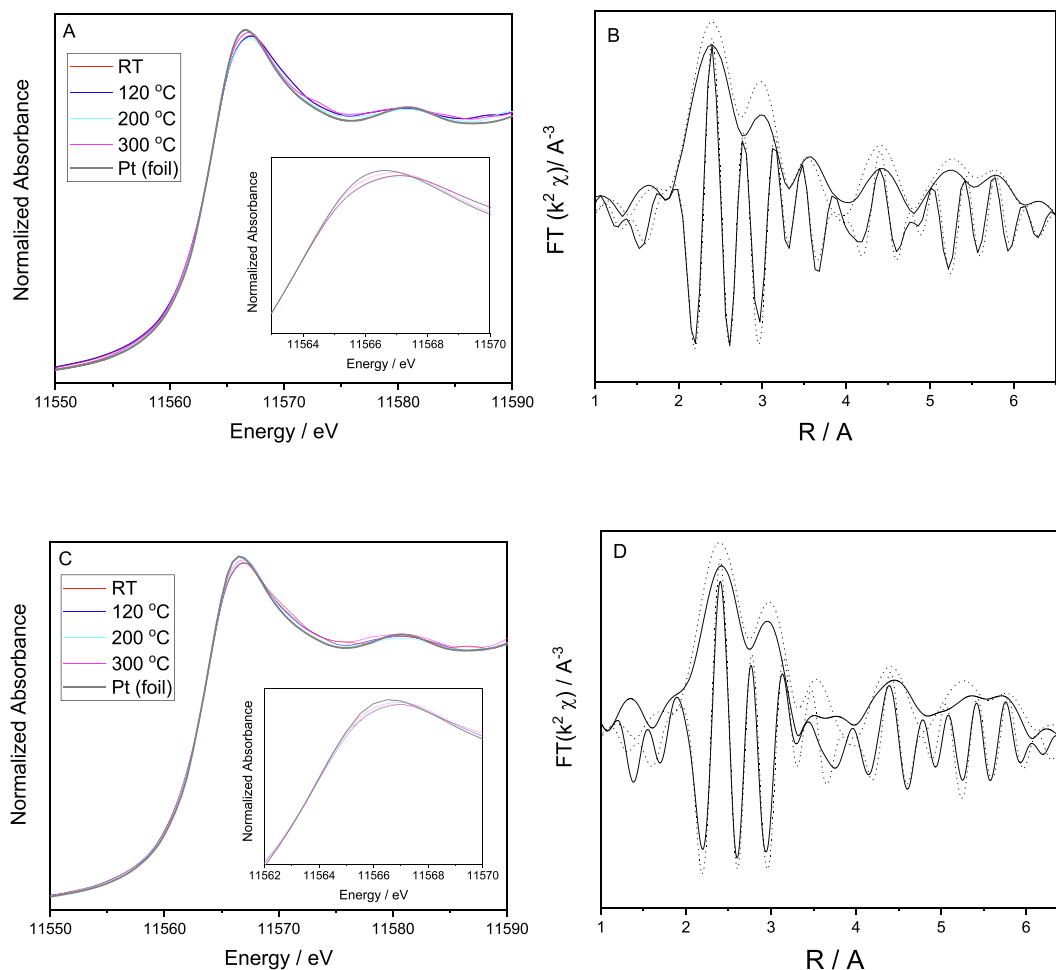 A
RT
120 °C
200 °C
300 °C
Pt (foil)
Normalized Absorbance
Normalized Absorbance
11564 11566 11568 11570
Energy / eV
11550 11560 11570 11580 11590
Energy / eV
B
FT (k² χ)/ A⁻³
1 2 3 4 5 6
R / A
C
RT
120 °C
200 °C
300 °C
Pt (foil)
Normalized Absorbance
Normalized Absorbance
11562 11564 11566 11568 11570
Energy / eV
11550 11560 11570 11580 11590
Energy / eV
D
FT(k² χ) / A⁻³
1 2 3 4 5 6
R / A